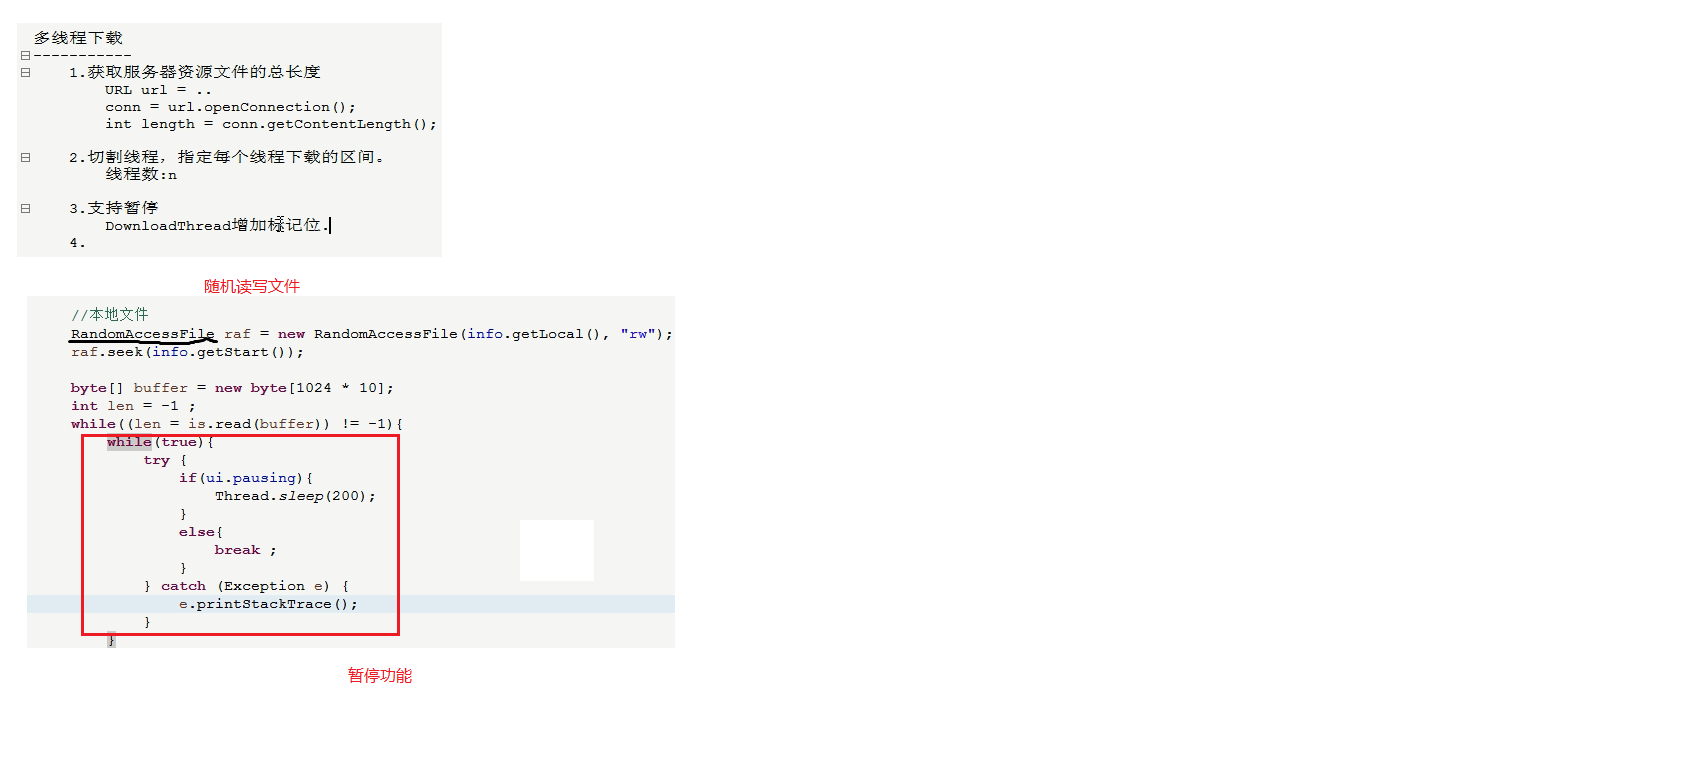 多线程下载
-----------
1.获取服务器资源文件的总长度
URL url = ..
conn = url.openConnection();
int length = conn.getContentLength();
2.切割线程，指定每个线程下载的区间。
线程数:n
3.支持暂停
DownloadThread增加标记位.
4.
随机读写文件
//本地文件
RandomAccessFile raf = new RandomAccessFile(info.getLocal(), "rw");
raf.seek(info.getStart());
byte[] buffer = new byte[1024 * 10];
int len = -1 ;
while((len = is.read(buffer)) != -1){
while(true){
try {
if(ui.pausing){
Thread.sleep(200);
}
else{
break ;
}
} catch (Exception e) {
e.printStackTrace();
}
}
暂停功能